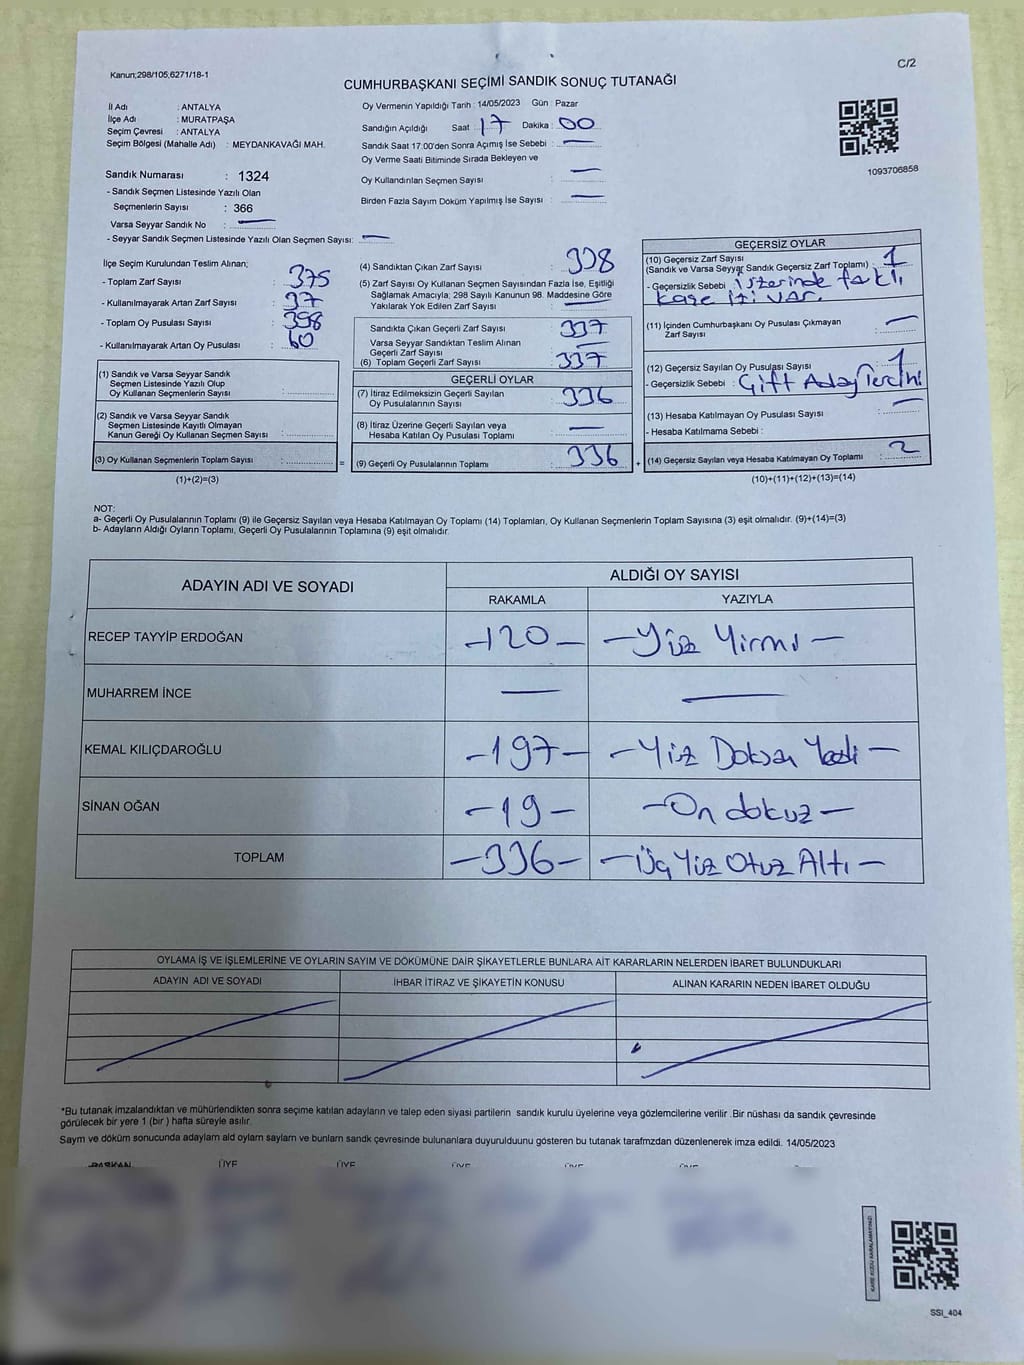 Kanun;298/105,6271/18-1
C/2
CUMHURBAŞKANI SEÇİMİ SANDIK SONUÇ TUTANAĞI
İl Adı : ANTALYA
İlçe Adı : MURATPAŞA
Seçim Çevresi : ANTALYA
Seçim Bölgesi (Mahalle Adı) : MEYDANKAVAĞI MAH.
Sandık Numarası : 1324
- Sandık Seçmen Listesinde Yazılı Olan
Seçmenlerin Sayısı : 366
Varsa Seyyar Sandık No : —
- Seyyar Sandık Seçmen Listesinde Yazılı Olan Seçmen Sayısı: —
Oy Vermenin Yapıldığı Tarih : 14/05/2023 Gün : Pazar
Sandığın Açıldığı Saat : 17 Dakika : 00
Sandık Saat 17.00'den Sonra Açımış İse Sebebi : —
Oy Verme Saati Bitiminde Sırada Bekleyen ve
Oy Kullandırılan Seçmen Sayısı : —
Birden Fazla Sayım Döküm Yapılmış İse Sayısı : —
1093706858
İlçe Seçim Kurulundan Teslim Alınan;
- Toplam Zarf Sayısı : 375
- Kullanılmayarak Artan Zarf Sayısı : 37
- Toplam Oy Pusulası Sayısı : 398
- Kullanılmayarak Artan Oy Pusulası : 60
(1) Sandık ve Varsa Seyyar Sandık
Seçmen Listesinde Yazılı Olup
Oy Kullanan Seçmenlerin Sayısı :
(2) Sandık ve Varsa Seyyar Sandık
Seçmen Listesinde Kayıtlı Olmayan
Kanun Gereği Oy Kullanan Seçmen Sayısı :
(3) Oy Kullanan Seçmenlerin Toplam Sayısı :
(1)+(2)=(3)
(4) Sandıktan Çıkan Zarf Sayısı : 338
(5) Zarf Sayısı Oy Kullanan Seçmen Sayısından Fazla İse, Eşitliği
Sağlamak Amacıyla; 298 Sayılı Kanunun 98. Maddesine Göre
Yakılarak Yok Edilen Zarf Sayısı : —
Sandıkta Çıkan Geçerli Zarf Sayısı : 337
Varsa Seyyar Sandıktan Teslim Alınan
Geçerli Zarf Sayısı : —
(6) Toplam Geçerli Zarf Sayısı : 337
GEÇERLİ OYLAR
(7) İtiraz Edilmeksizin Geçerli Sayılan
Oy Pusulalarının Sayısı : 336
(8) İtiraz Üzerine Geçerli Sayılan veya
Hesaba Katılan Oy Pusulası Toplamı : —
= (9) Geçerli Oy Pusulalarının Toplamı : 336 +
GEÇERSİZ OYLAR
(10) Geçersiz Zarf Sayısı
(Sandık ve Varsa Seyyar Sandık Geçersiz Zarf Toplamı) : 1
- Geçersizlik Sebebi : üzerinde farklı
kaşe izi var.
(11) İçinden Cumhurbaşkanı Oy Pusulası Çıkmayan
Zarf Sayısı : —
(12) Geçersiz Sayılan Oy Pusulası Sayısı : 1
- Geçersizlik Sebebi : Çift Aday Tercihi
(13) Hesaba Katılmayan Oy Pusulası Sayısı : —
- Hesaba Katılmama Sebebi :
(14) Geçersiz Sayılan veya Hesaba Katılmayan Oy Toplamı : 2
(10)+(11)+(12)+(13)=(14)
NOT:
a- Geçerli Oy Pusulalarının Toplamı (9) ile Geçersiz Sayılan veya Hesaba Katılmayan Oy Toplamı (14) Toplamları, Oy Kullanan Seçmenlerin Toplam Sayısına (3) eşit olmalıdır. (9)+(14)=(3)
b- Adayların Aldığı Oyların Toplamı, Geçerli Oy Pusulalarının Toplamına (9) eşit olmalıdır.
ADAYIN ADI VE SOYADI
ALDIĞI OY SAYISI
RAKAMLA YAZIYLA
RECEP TAYYİP ERDOĞAN -120- -Yüz Yirmi-
MUHARREM İNCE — —
KEMAL KILIÇDAROĞLU -197- -Yüz Doksan Yedi-
SİNAN OĞAN -19- -On dokuz-
TOPLAM -336- -Üç Yüz Otuz Altı-
OYLAMA İŞ VE İŞLEMLERİNE VE OYLARIN SAYIM VE DÖKÜMÜNE DAİR ŞİKAYETLERLE BUNLARA AİT KARARLARIN NELERDEN İBARET BULUNDUKLARI
ADAYIN ADI VE SOYADI İHBAR İTİRAZ VE ŞİKAYETİN KONUSU ALINAN KARARIN NEDEN İBARET OLDUĞU
*Bu tutanak imzalandıktan ve mühürlendikten sonra seçime katılan adayların ve talep eden siyasi partilerin sandık kurulu üyelerine veya gözlemcilerine verilir .Bir nüshası da sandık çevresinde
görülecek bir yere 1 (bir ) hafta süreyle asılır.
Sayım ve döküm sonucunda adaylam ald oylarn saylam ve bunlam sandk çevresinde bulunanlara duyurulduunu gösteren bu tutanak tarafmzdan düzenlenerek imza edildi. 14/05/2023
BAŞKAN ÜYE ÜYE ÜYE ÜYE ÜYE
KARE KODU KARALAMAYINIZ!
SSI_404